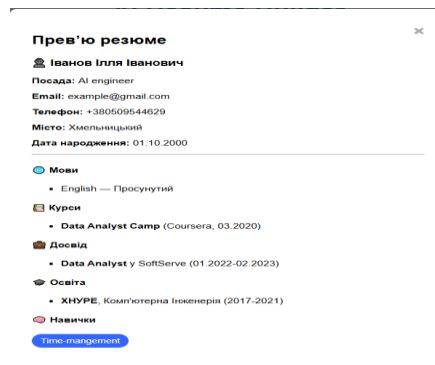 Прев'ю резюме
Іванов Ілля Іванович
Посада: AI engineer
Email: example@gmail.com
Телефон: +380509544629
Місто: Хмельницький
Дата народження: 01.10.2000
Мови
English — Просунутий
Курси
Data Analyst Camp (Coursera, 03.2020)
Досвід
Data Analyst у SoftServe (01.2022-02.2023)
Освіта
ХНУРЕ, Комп'ютерна Інженерія (2017-2021)
Навички
Time-mangement